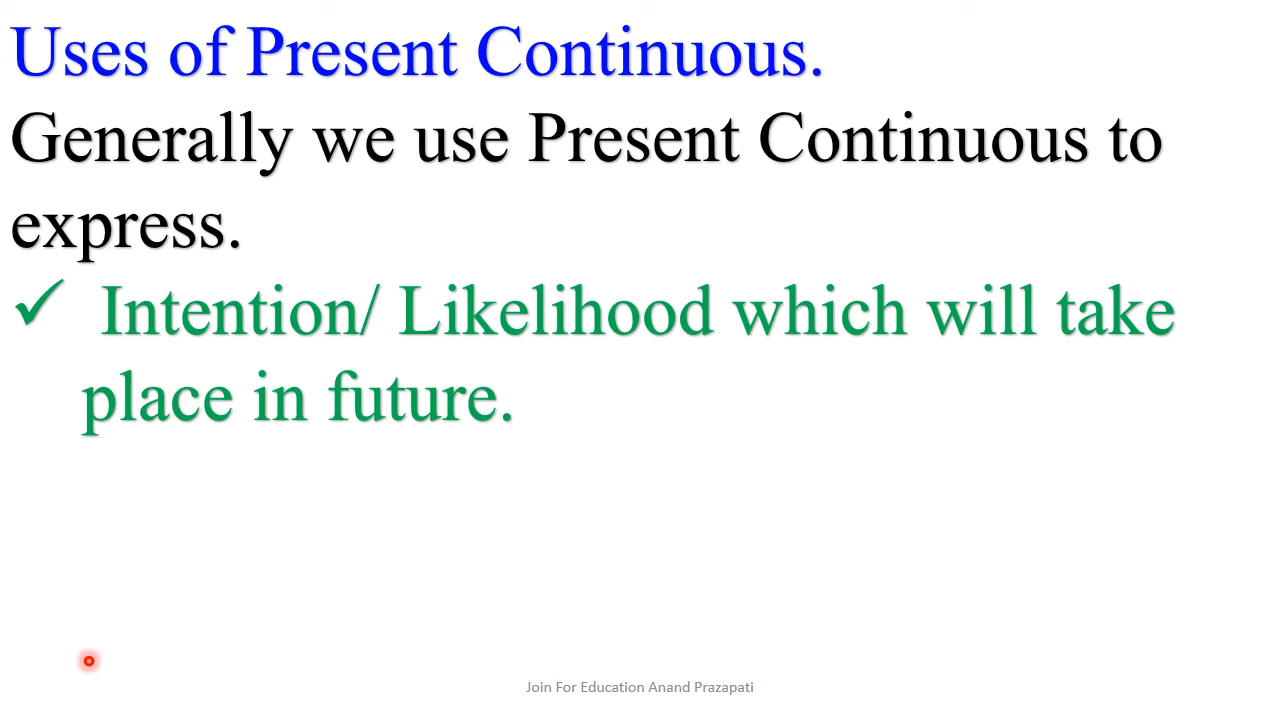 Uses of Present Continuous.
Generally we use Present Continuous to
express.
✓ Intention/ Likelihood which will take
place in future.
Join For Education Anand Prazapati